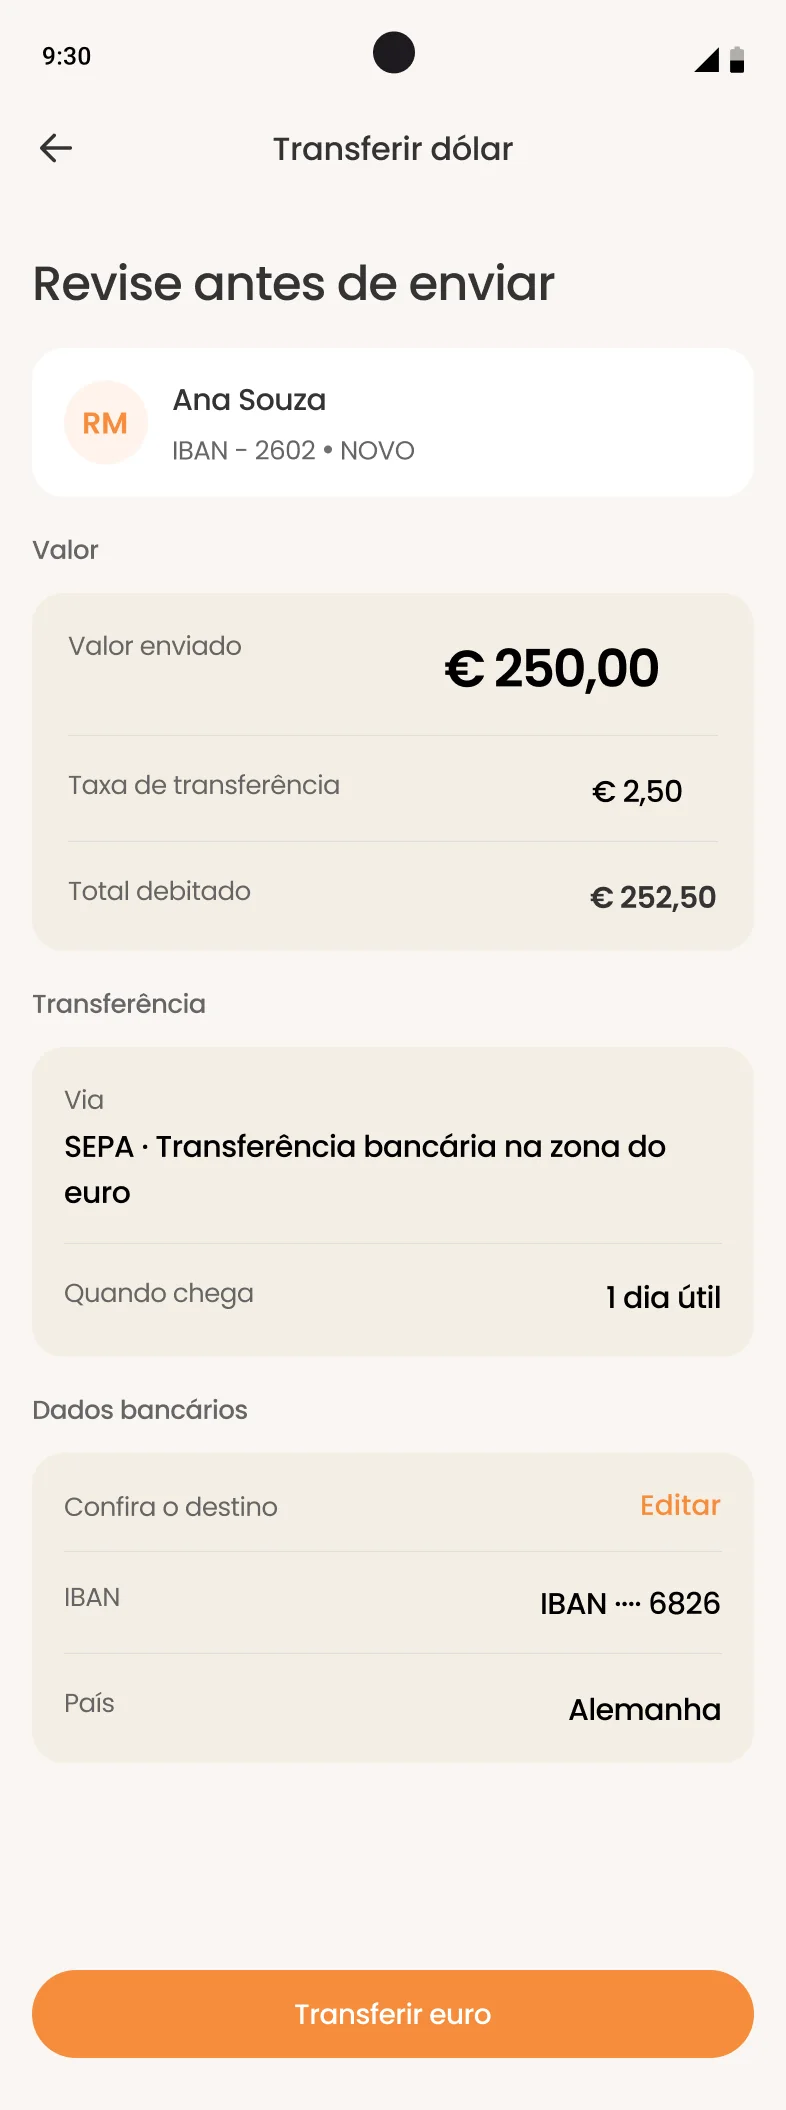 9:30
Transferir dólar
Revise antes de enviar
RM
Ana Souza
IBAN - 2602 • NOVO
Valor
Valor enviado
€ 250,00
Taxa de transferência
€ 2,50
Total debitado
€ 252,50
Transferência
Via
SEPA · Transferência bancária na zona do
euro
Quando chega
1 dia útil
Dados bancários
Confira o destino
Editar
IBAN
IBAN ···· 6826
País
Alemanha
Transferir euro